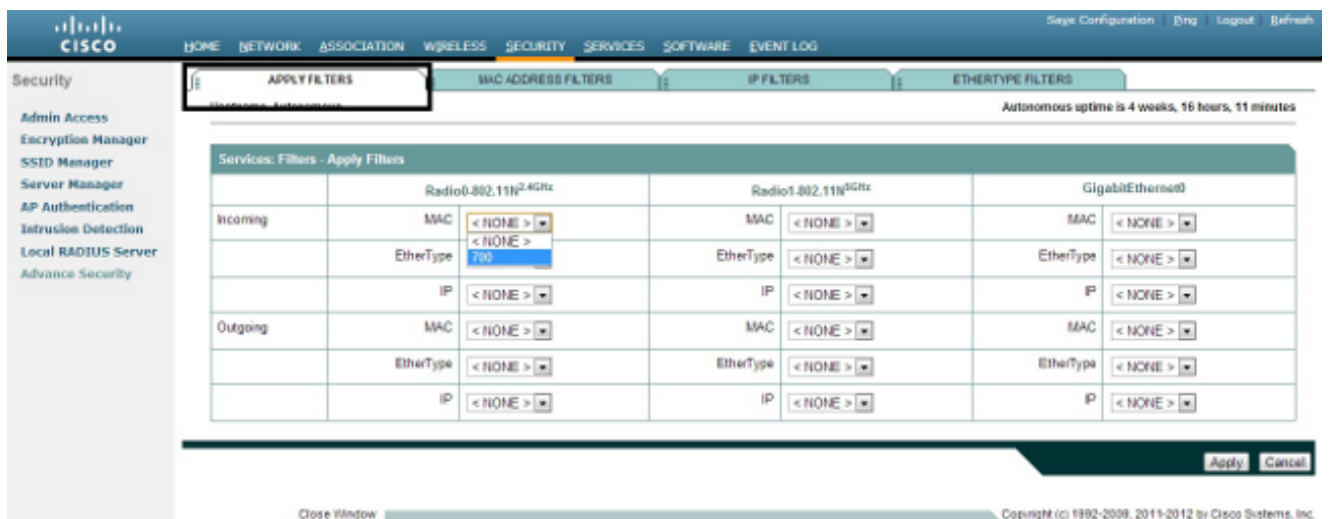 Save Configuration | Ping | Logout | Refresh
CISCO
HOME NETWORK ASSOCIATION WIRELESS SECURITY SERVICES SOFTWARE EVENT LOG
Security
APPLY FILTERS MAC ADDRESS FILTERS IP FILTERS ETHERTYPE FILTERS
Hostname Autonomous Autonomous uptime is 4 weeks, 16 hours, 11 minutes
Admin Access
Encryption Manager
SSID Manager
Server Manager
AP Authentication
Intrusion Detection
Local RADIUS Server
Advance Security
Services: Filters - Apply Filters
Radio0-802.11N2.4GHz Radio1-802.11N5GHz GigabitEthernet0
Incoming MAC < NONE > MAC < NONE > MAC < NONE >
< NONE >
700
EtherType EtherType < NONE > EtherType < NONE >
IP < NONE > IP < NONE > IP < NONE >
Outgoing MAC < NONE > MAC < NONE > MAC < NONE >
EtherType < NONE > EtherType < NONE > EtherType < NONE >
IP < NONE > IP < NONE > IP < NONE >
Apply Cancel
Close Window Copyright (c) 1992-2009, 2011-2012 by Cisco Systems, Inc.